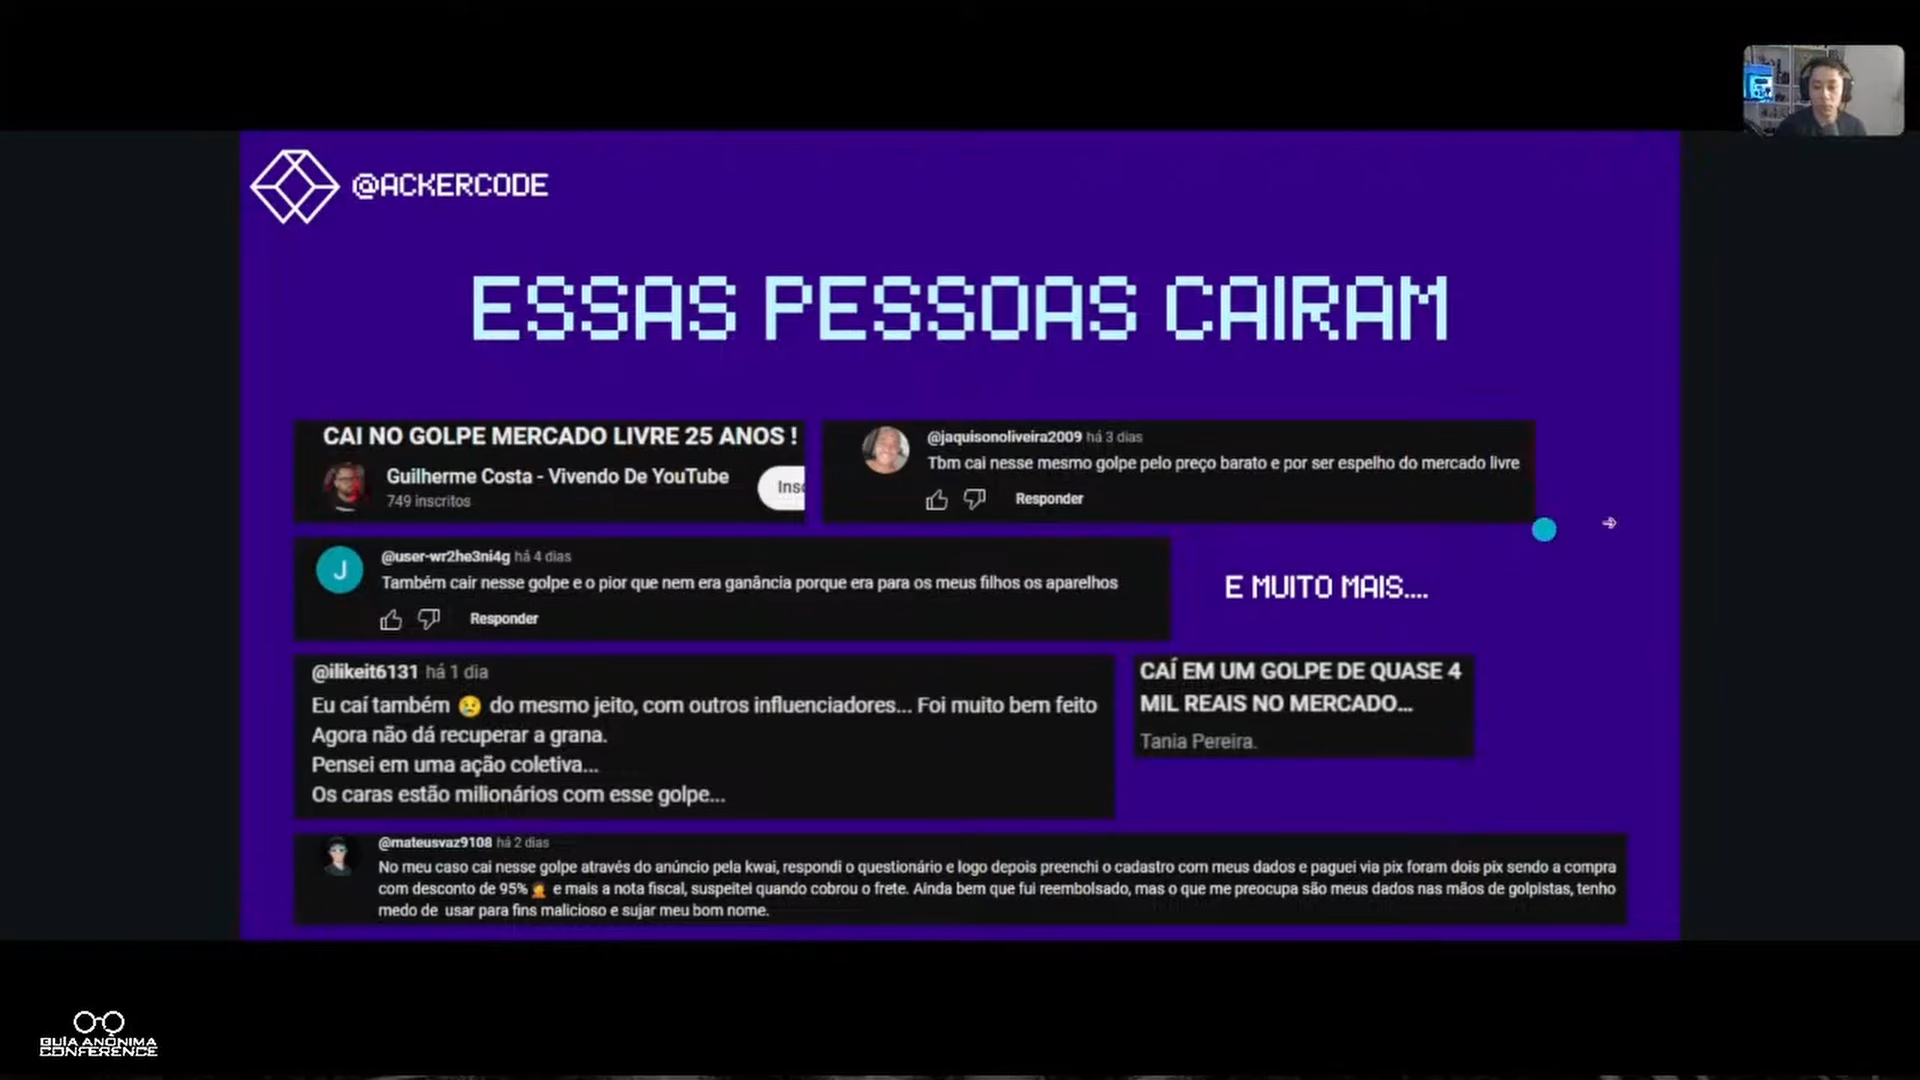 @ACKERCODE
ESSAS PESSOAS CAIRAM
CAI NO GOLPE MERCADO LIVRE 25 ANOS !
Guilherme Costa - Vivendo De YouTube
749 inscritos
Insc
@jaquisonoliveira2009 há 3 dias
Tbm cai nesse mesmo golpe pelo preço barato e por ser espelho do mercado livre
Responder
J
@user-wr2he3ni4g há 4 dias
Também cair nesse golpe e o pior que nem era ganância porque era para os meus filhos os aparelhos
Responder
E MUITO MAIS....
@ilikeit6131 há 1 dia
Eu caí também 😢 do mesmo jeito, com outros influenciadores... Foi muito bem feito
Agora não dá recuperar a grana.
Pensei em uma ação coletiva...
Os caras estão milionários com esse golpe...
CAÍ EM UM GOLPE DE QUASE 4
MIL REAIS NO MERCADO...
Tania Pereira.
@mateusvaz9108 há 2 dias
No meu caso cai nesse golpe através do anúncio pela kwai, respondi o questionário e logo depois preenchi o cadastro com meus dados e paguei via pix foram dois pix sendo a compra
com desconto de 95% 🤦 e mais a nota fiscal, suspeitei quando cobrou o frete. Ainda bem que fui reembolsado, mas o que me preocupa são meus dados nas mãos de golpistas, tenho
medo de usar para fins malicioso e sujar meu bom nome.
GUIA ANÔNIMA
CONFERENCE